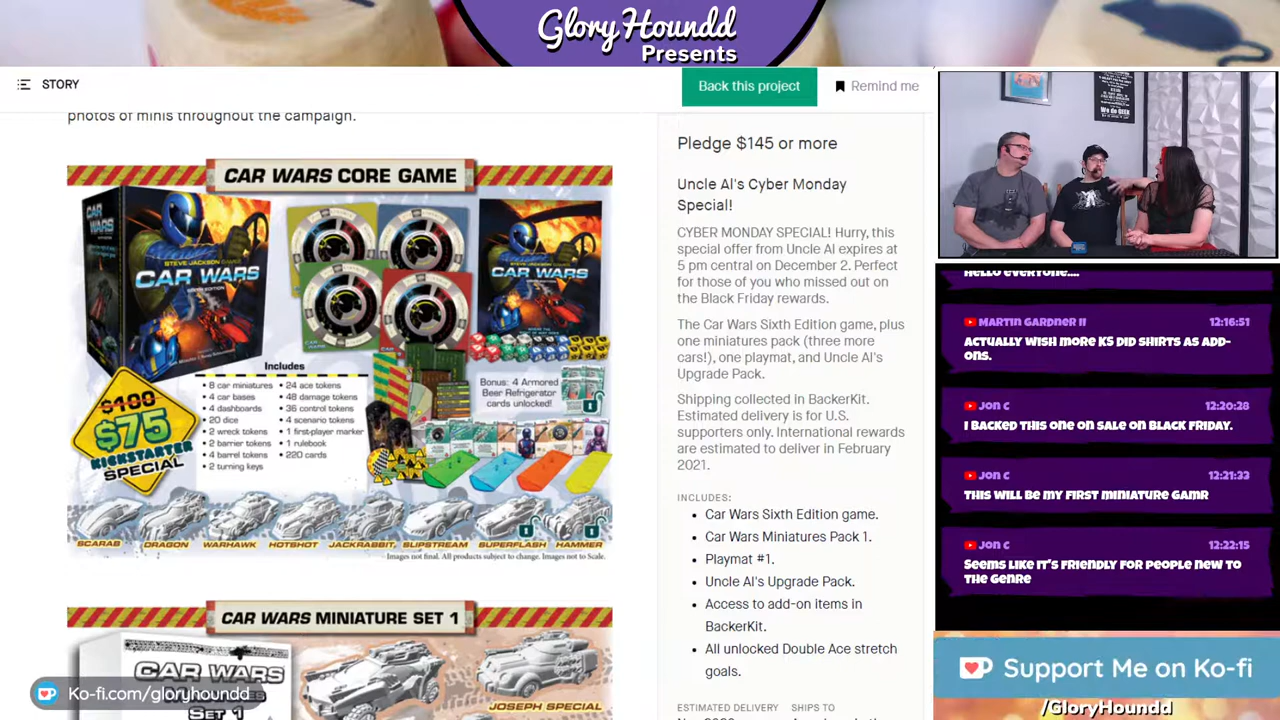 GloryHoundd
Presents
STORY
Back this project
Remind me
photos of minis throughout the campaign.
CAR WARS CORE GAME
CAR WARS
STEVE JACKSON GAMES
CAR WARS
SIXTH EDITION
CAR WARS
Includes
• 8 car miniatures
• 4 car bases
• 4 dashboards
• 20 dice
• 2 wreck tokens
• 2 barrier tokens
• 4 barrel tokens
• 2 turning keys
• 24 ace tokens
• 48 damage tokens
• 36 control tokens
• 4 scenario tokens
• 1 first-player marker
• 1 rulebook
• 220 cards
Bonus: 4 Armored
Beer Refrigerator
cards unlocked!
$100
$75
KICKSTARTER
SPECIAL
SCARAB DRAGON WARHAWK HOTSHOT JACKRABBIT SLIPSTREAM SUPERFLASH HAMMER
Images not final. All products subject to change. Images not to Scale.
CAR WARS MINIATURE SET 1
CAR WARS
SET 1
JOSEPH SPECIAL
Ko-fi.com/gloryhoundd
Pledge $145 or more
Uncle Al's Cyber Monday
Special!
CYBER MONDAY SPECIAL! Hurry, this
special offer from Uncle Al expires at
5 pm central on December 2. Perfect
for those of you who missed out on
the Black Friday rewards.
The Car Wars Sixth Edition game, plus
one miniatures pack (three more
cars!), one playmat, and Uncle Al's
Upgrade Pack.
Shipping collected in BackerKit.
Estimated delivery is for U.S.
supporters only. International rewards
are estimated to deliver in February
2021.
INCLUDES:
• Car Wars Sixth Edition game.
• Car Wars Miniatures Pack 1.
• Playmat #1.
• Uncle Al's Upgrade Pack.
• Access to add-on items in
BackerKit.
• All unlocked Double Ace stretch
goals.
ESTIMATED DELIVERY SHIPS TO
HELLO EVERYONE....
MARTIN GARDNER II 12:16:51
ACTUALLY WISH MORE KS DID SHIRTS AS ADD-
ONS.
JON C 12:20:28
I BACKED THIS ONE ON SALE ON BLACK FRIDAY.
JON C 12:21:33
THIS WILL BE MY FIRST MINIATURE GAMR
JON C 12:22:15
SEEMS LIKE IT'S FRIENDLY FOR PEOPLE NEW TO
THE GENRE
Support Me on Ko-fi
/GloryHoundd